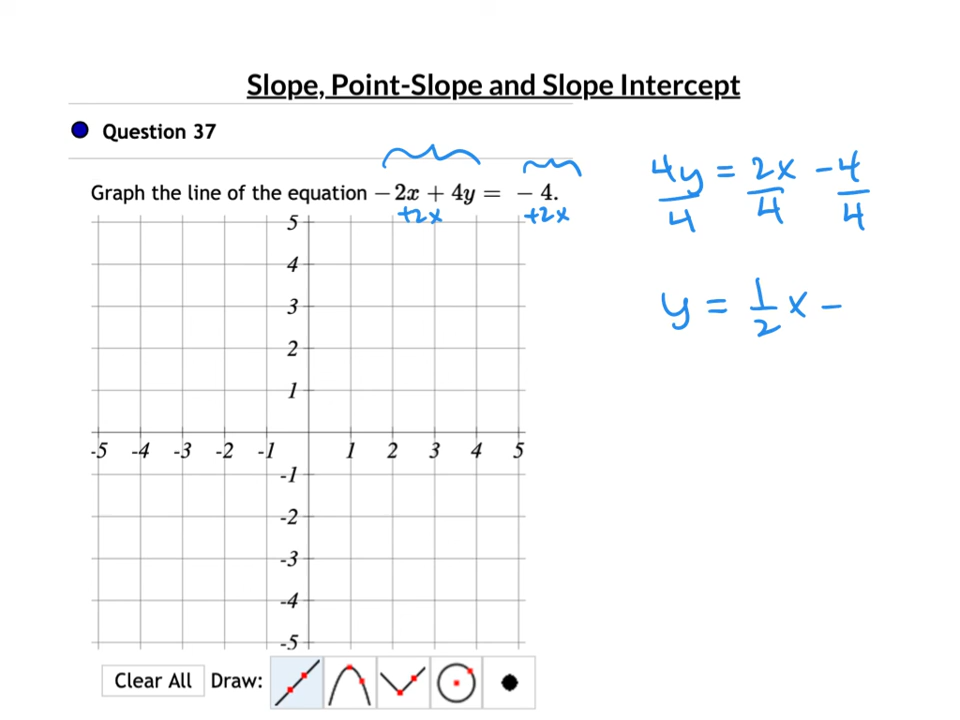 Slope, Point-Slope and Slope Intercept
Question 37
Graph the line of the equation −2x + 4y = −4.
+2x +2x
4y = 2x −4
4 4 4
y = 1/2 x −
5
4
3
2
1
-5 -4 -3 -2 -1 1 2 3 4 5
-1
-2
-3
-4
-5
Clear All Draw: